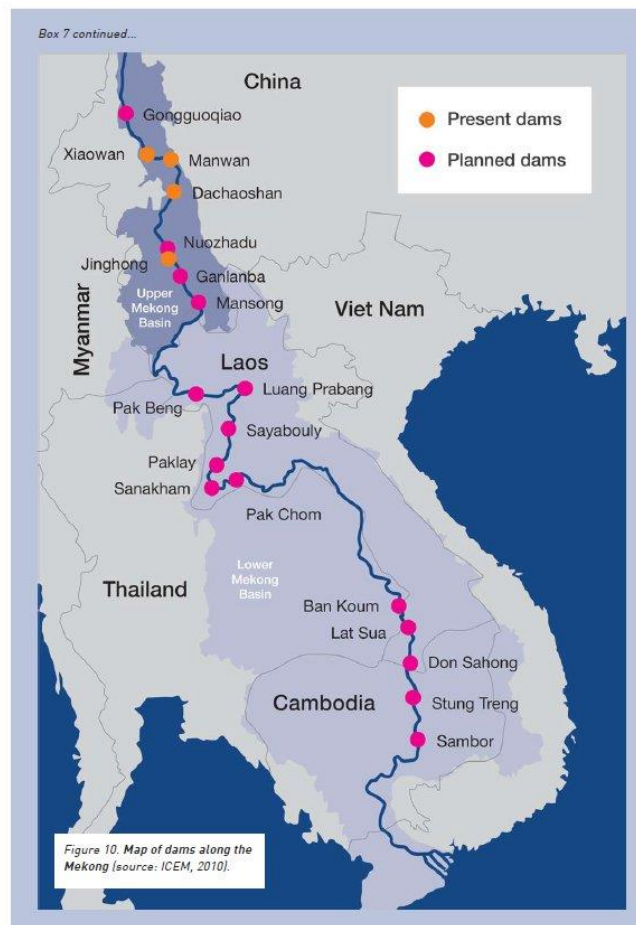 Box 7 continued...
China
Present dams
Planned dams
Gongguoqiao
Xiaowan
Manwan
Dachaoshan
Nuozhadu
Jinghong
Ganlanba
Upper
Mekong
Basin
Mansong
Myanmar
Viet Nam
Laos
Luang Prabang
Pak Beng
Sayabouly
Paklay
Sanakham
Pak Chom
Lower
Mekong
Basin
Thailand
Ban Koum
Lat Sua
Don Sahong
Cambodia
Stung Treng
Sambor
Figure 10. Map of dams along the
Mekong (source: ICEM, 2010).